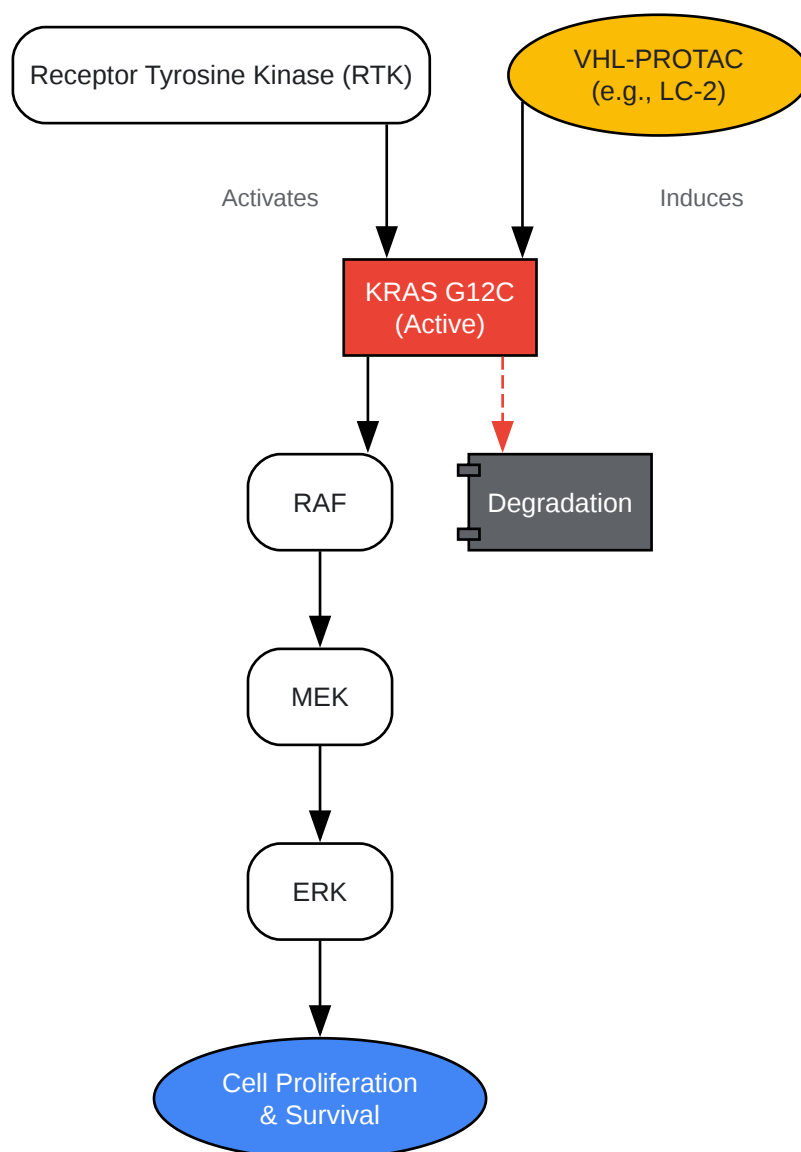 Receptor Tyrosine Kinase (RTK)
VHL-PROTAC
(e.g., LC-2)
Activates
Induces
KRAS G12C
(Active)
RAF
Degradation
MEK
ERK
Cell Proliferation
& Survival